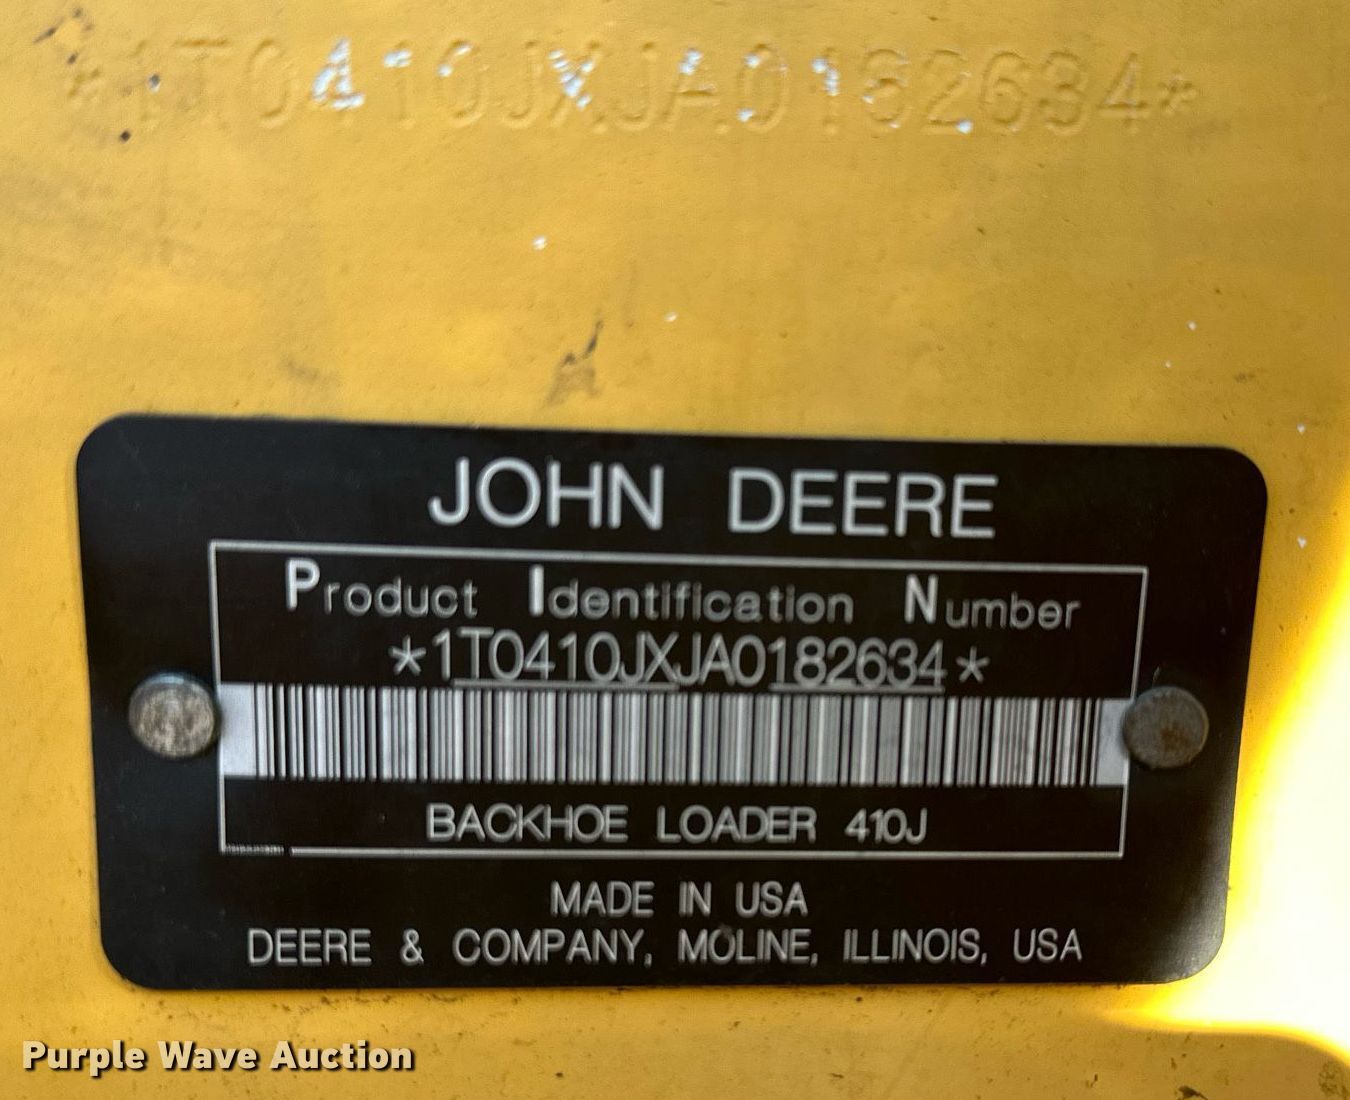 *1T0410JXJA0182634*
JOHN DEERE
Product Identification Number
*1T0410JXJA0182634*
BACKHOE LOADER 410J
MADE IN USA
DEERE & COMPANY, MOLINE, ILLINOIS, USA
Purple Wave Auction